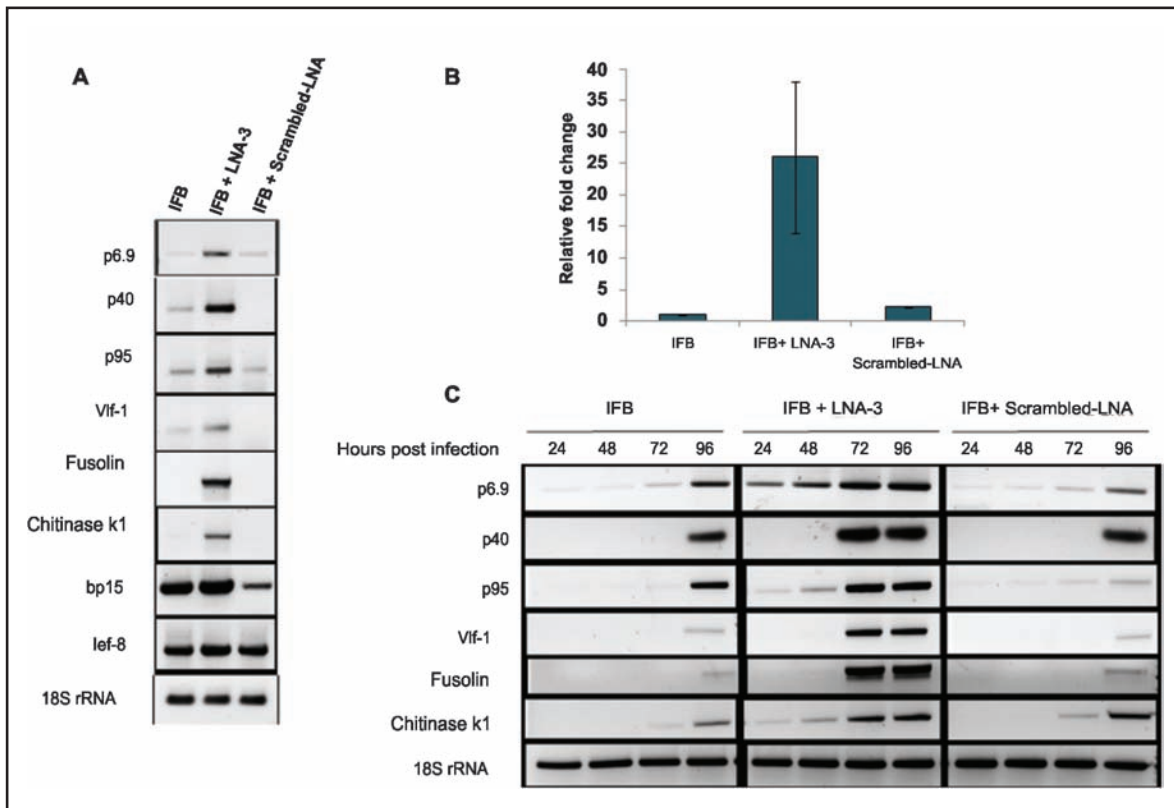 A
IFB
IFB + LNA-3
IFB + Scrambled-LNA
p6.9
p40
p95
Vlf-1
Fusolin
Chitinase k1
bp15
lef-8
18S rRNA
B
Relative fold change
40
35
30
25
20
15
10
5
0
IFB
IFB+ LNA-3
IFB+
Scrambled-LNA
C
IFB
IFB + LNA-3
IFB+ Scrambled-LNA
Hours post infection 24 48 72 96 24 48 72 96 24 48 72 96
p6.9
p40
p95
Vlf-1
Fusolin
Chitinase k1
18S rRNA